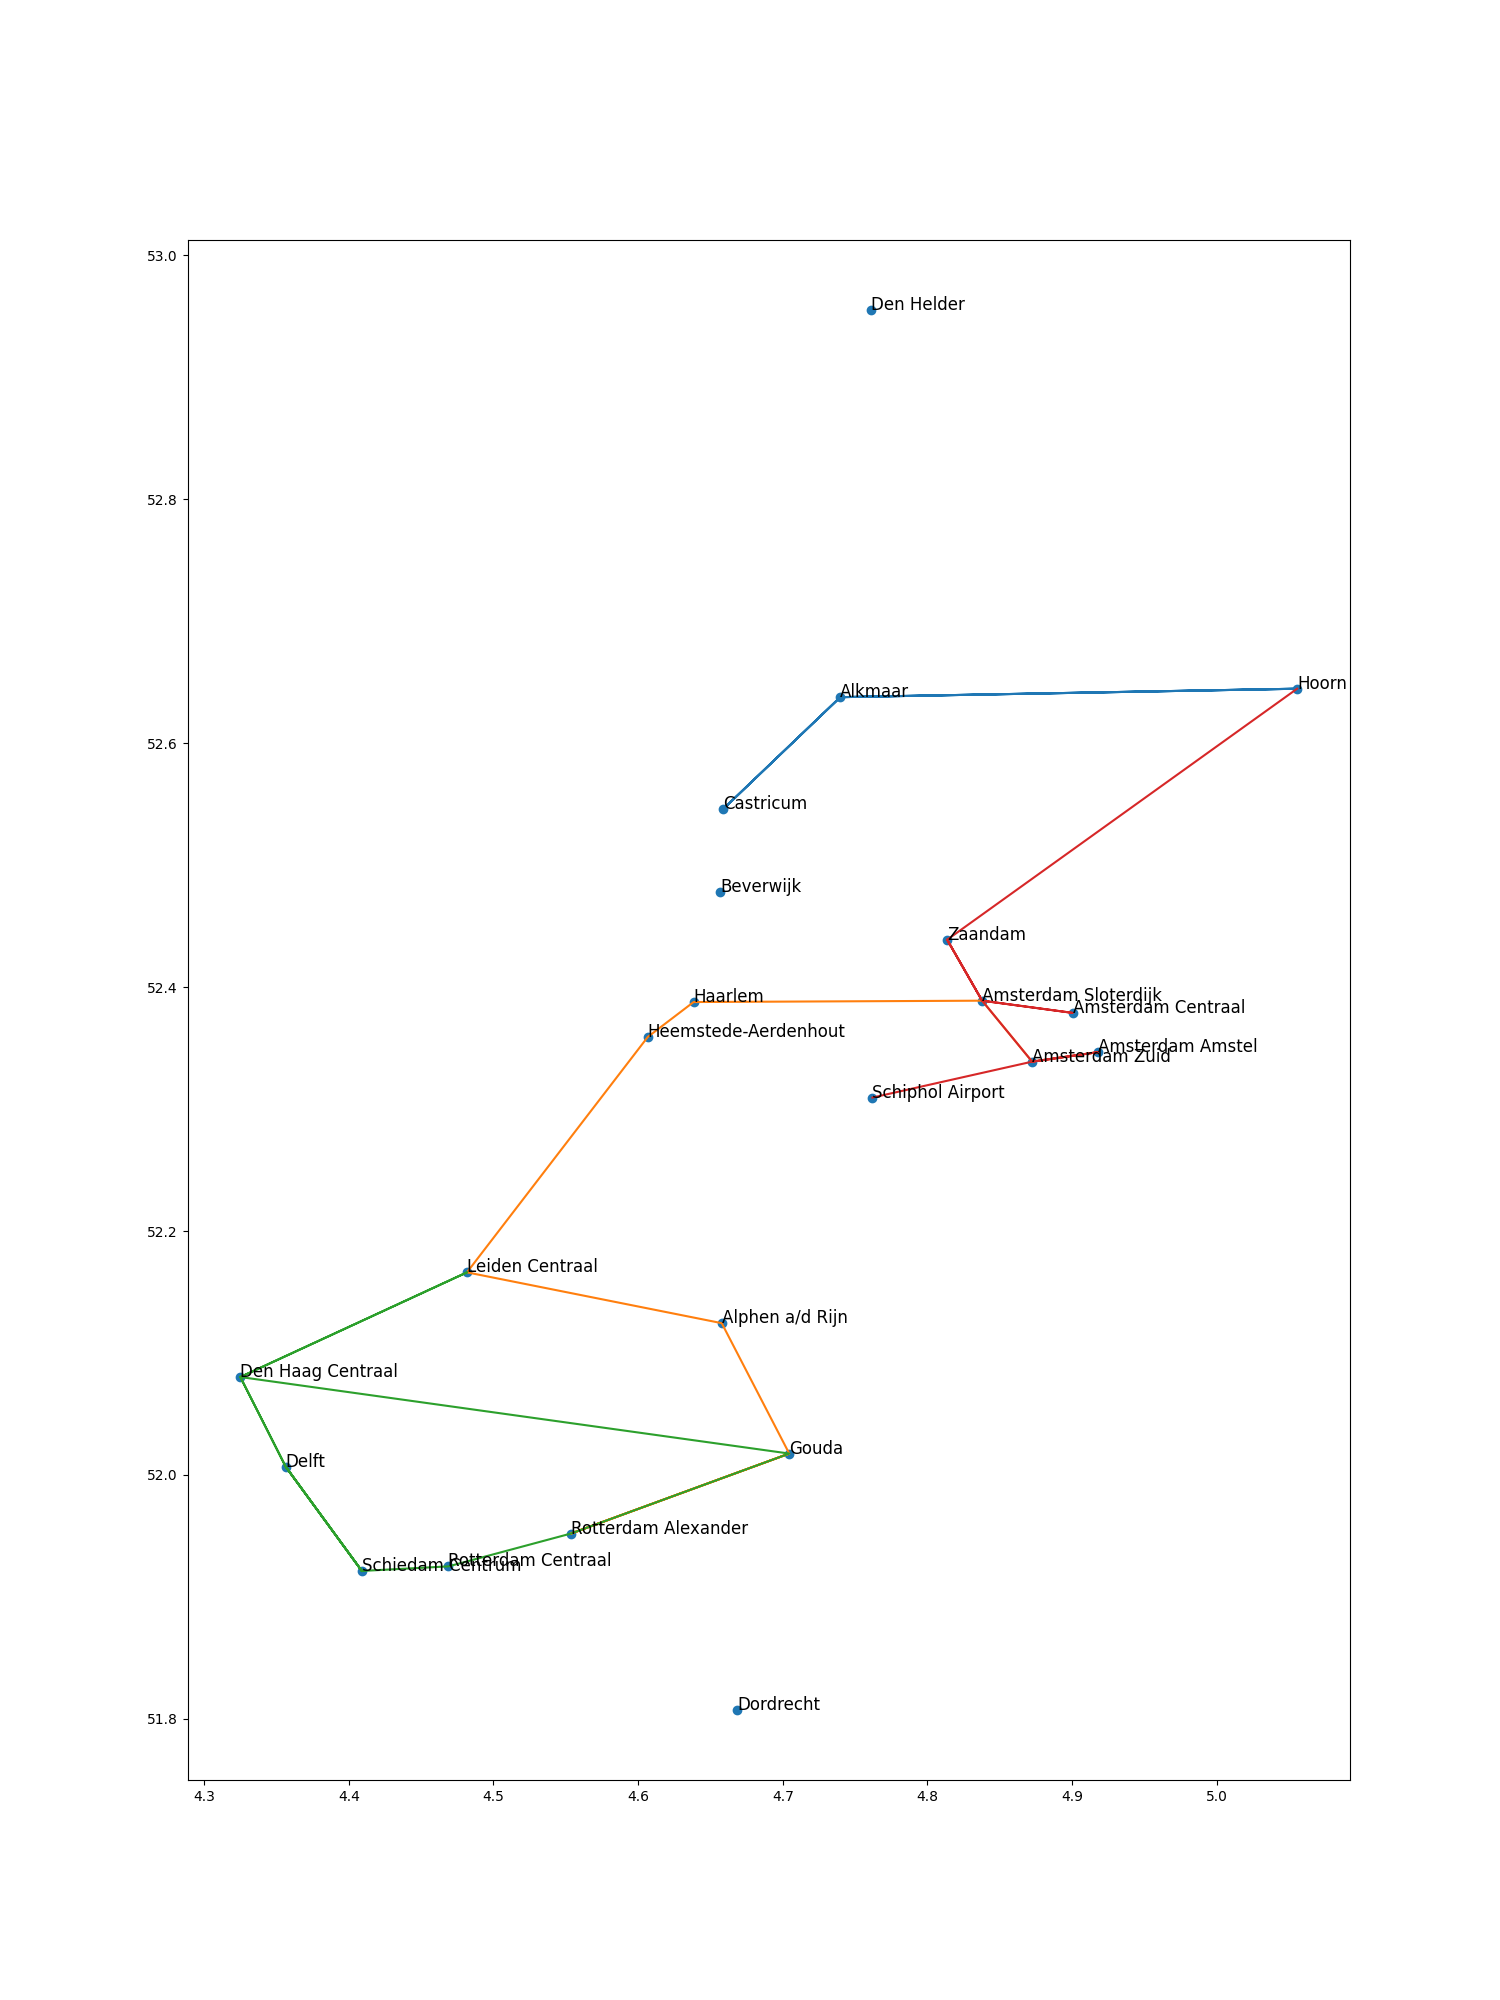 53.0
Den Helder
52.8
Hoorn
Alkmaar
52.6
Castricum
Beverwijk
Zaandam
52.4
Haarlem
Amsterdam Sloterdijk
Amsterdam Centraal
Heemstede-Aerdenhout
Amsterdam Amstel
Amsterdam Zuid
Schiphol Airport
52.2
Leiden Centraal
Alphen a/d Rijn
Den Haag Centraal
Gouda
Delft
52.0
Rotterdam Alexander
Rotterdam Centraal
Schiedam Centrum
Dordrecht
51.8
4.3 4.4 4.5 4.6 4.7 4.8 4.9 5.0